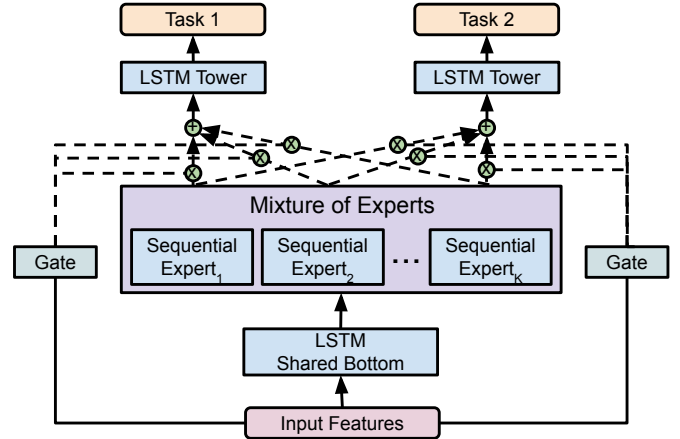 Task 1
Task 2
LSTM Tower
LSTM Tower
+
+
X
X
X
X
X
X
Mixture of Experts
Sequential
Expert1
Sequential
Expert2
...
Sequential
ExpertK
Gate
Gate
LSTM
Shared Bottom
Input Features